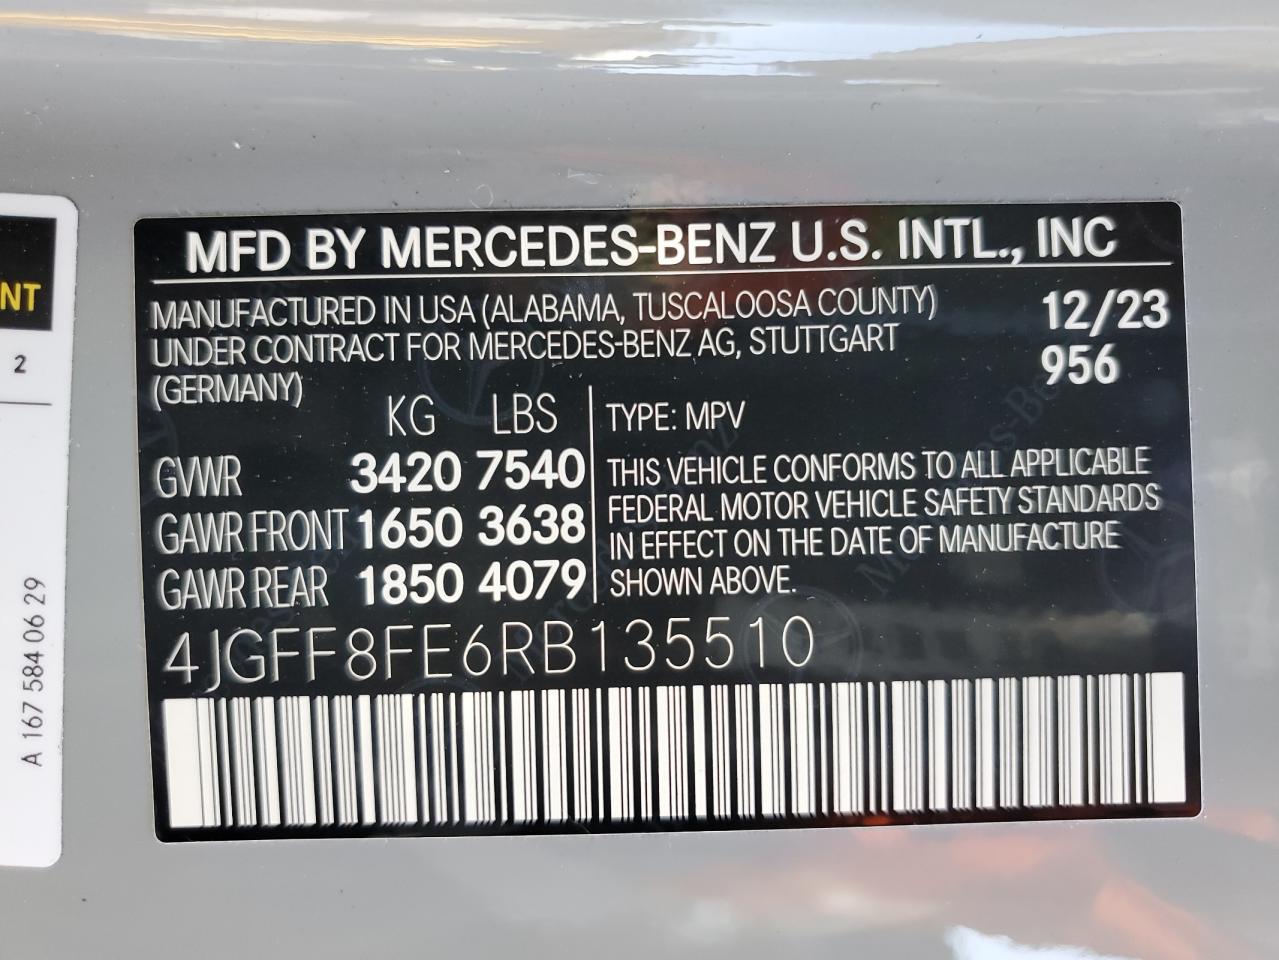 MFD BY MERCEDES-BENZ U.S. INTL., INC
MANUFACTURED IN USA (ALABAMA, TUSCALOOSA COUNTY)
UNDER CONTRACT FOR MERCEDES-BENZ AG, STUTTGART
(GERMANY)
12/23
956
KG LBS
GVWR 3420 7540
GAWR FRONT 1650 3638
GAWR REAR 1850 4079
TYPE: MPV
THIS VEHICLE CONFORMS TO ALL APPLICABLE
FEDERAL MOTOR VEHICLE SAFETY STANDARDS
IN EFFECT ON THE DATE OF MANUFACTURE
SHOWN ABOVE.
4JGFF8FE6RB135510
NT
2
A 167 584 06 29